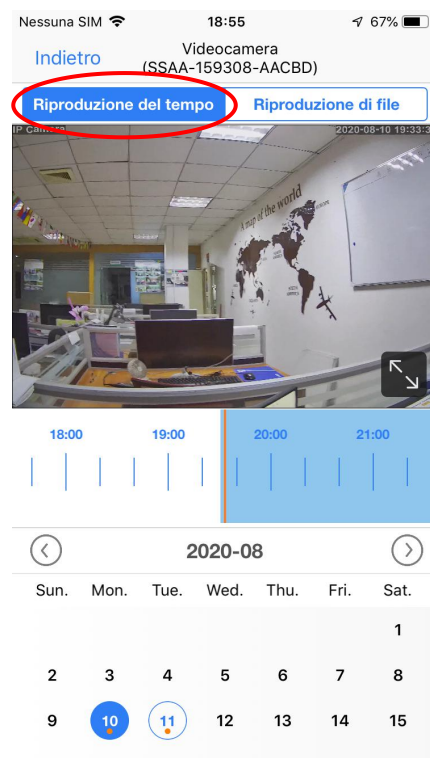 Nessuna SIM 18:55 67%
Indietro
Videocamera
(SSAA-159308-AACBD)
Riproduzione del tempo Riproduzione di file
IP Camera 2020-08-10 19:33:3
A map of the world
18:00 19:00 20:00 21:00
2020-08
Sun. Mon. Tue. Wed. Thu. Fri. Sat.
1
2 3 4 5 6 7 8
9 10 11 12 13 14 15